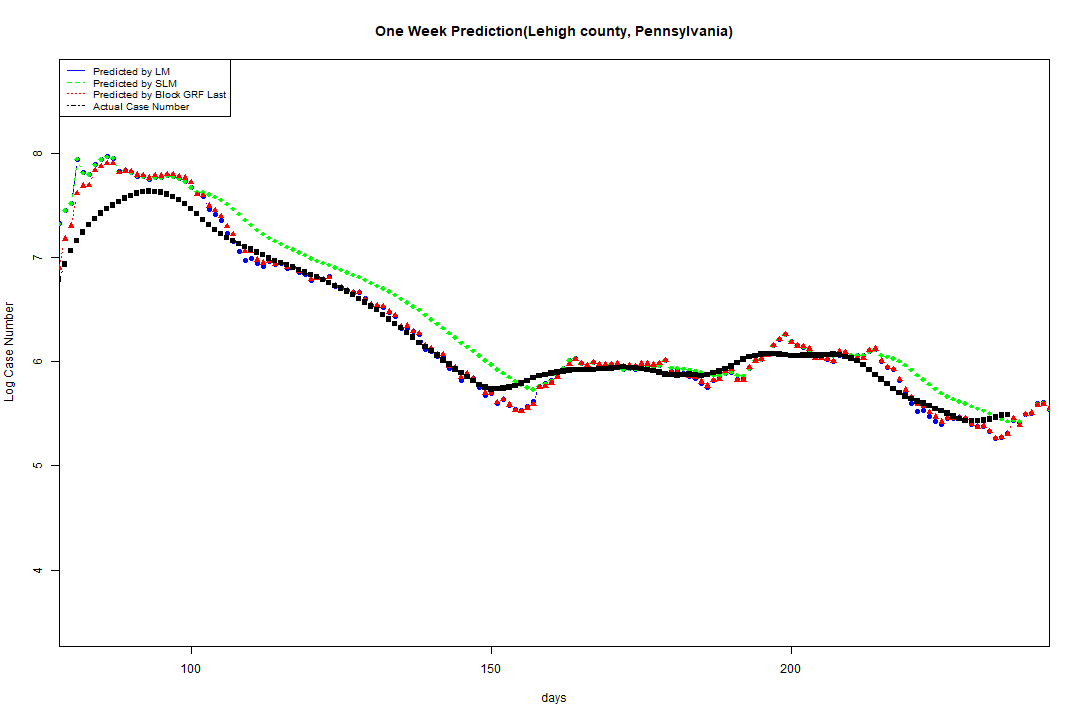 One Week Prediction(Lehigh county, Pennsylvania)
Predicted by LM
Predicted by SLM
Predicted by Block GRF Last
Actual Case Number
8
7
6
5
4
Log Case Number
100 150 200
days